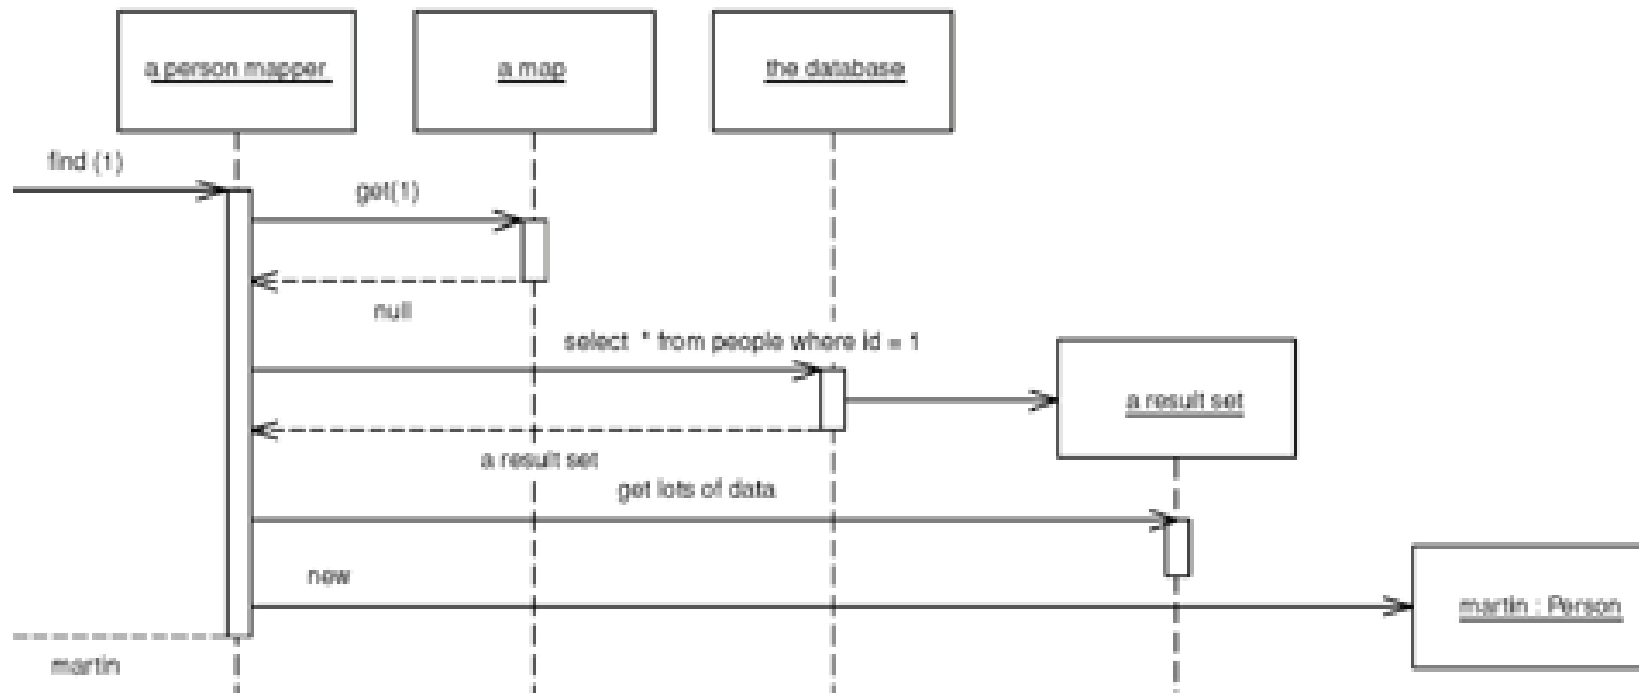 a person mapper
a map
the database
find (1)
get(1)
null
select * from people where id = 1
a result set
a result set
get lots of data
new
martin : Person
martin